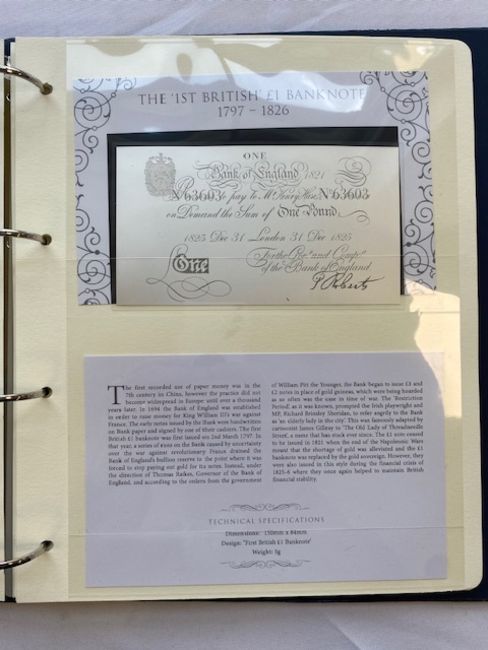 THE '1ST BRITISH' £1 BANKNOTE
1797 - 1826
ONE
Bank of England 1821
N 63603 to pay to Mr Henry Hase N 63603
on Demand the Sum of One Pound
1825 Dec 31 London 31 Dec 1825
For the Gov.r and Comp.a
One of the Bank of England
The first recorded use of paper money was in the
7th century in China, however the practice did not
become widespread in Europe until over a thousand
years later. In 1694 the Bank of England was established
in order to raise money for King William III's war against
France. The early notes issued by the Bank were handwritten
on Bank paper and signed by one of their cashiers. The first
British £1 banknote was first issued on 2nd March 1797. In
that year, a series of runs on the Bank caused by uncertainty
over the war against revolutionary France drained the
Bank of England's bullion reserve to the point where it was
forced to stop paying out gold for its notes. Instead, under
the direction of Thomas Raikes, Governor of the Bank of
England, and according to the orders from the government
of William Pitt the Younger, the Bank began to issue £1 and
£2 notes in place of gold guineas, which were being hoarded
as so often was the case in time of war. The 'Restriction
Period', as it was known, prompted the Irish playwright and
MP, Richard Brinsley Sheridan, to refer angrily to the Bank
as 'an elderly lady in the city'. This was famously adapted by
cartoonist James Gillray to 'The Old Lady of Threadneedle
Street', a name that has stuck ever since. The £1 note ceased
to be issued in 1821 when the end of the Napoleonic Wars
meant that the shortage of gold was alleviated and the £1
banknote was replaced by the gold sovereign. However, they
were also issued in this style during the financial crisis of
1825-6 where they once again helped to maintain British
financial stability.
TECHNICAL SPECIFICATIONS
Dimensions: 150mm x 84mm
Design: 'First British £1 Banknote'
Weight: 5g